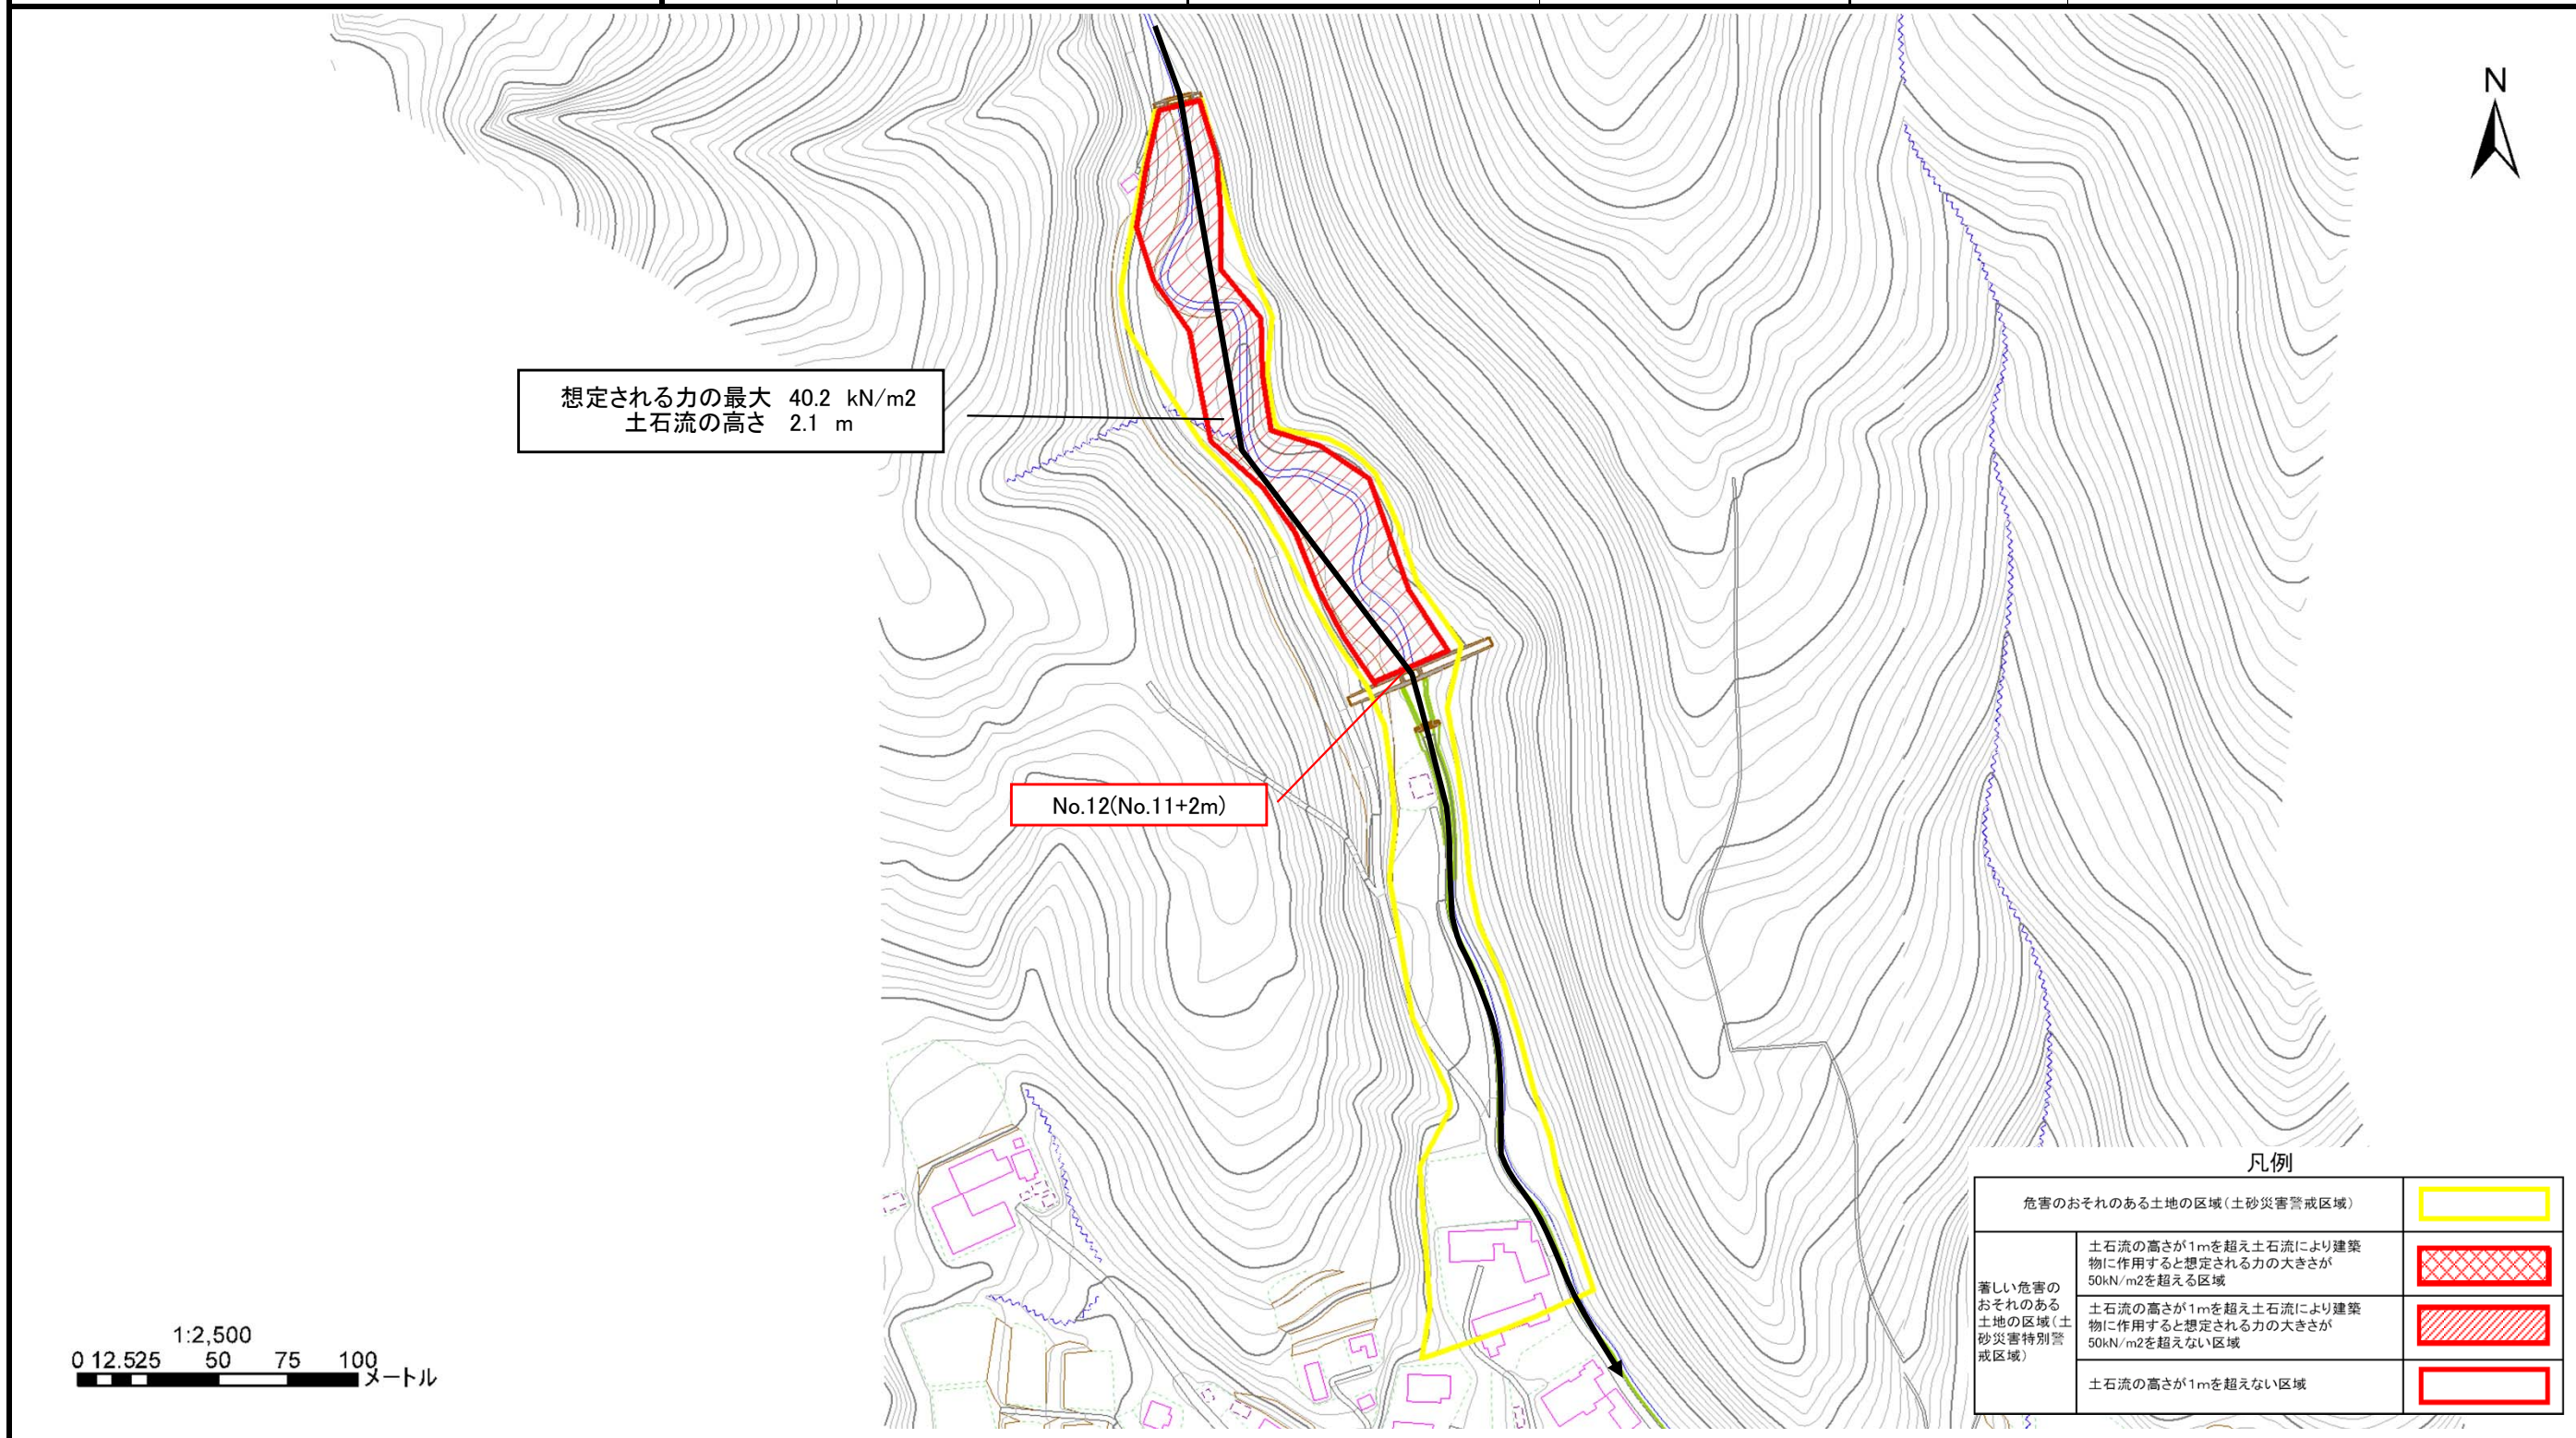 N
想定される力の最大 40.2 kN/m2
土石流の高さ 2.1 m
No.12(No.11+2m)
凡例
危害のおそれのある土地の区域(土砂災害警戒区域)
著しい危害の
おそれのある
土地の区域(土
砂災害特別警
戒区域)
土石流の高さが1mを超え土石流により建築
物に作用すると想定される力の大きさが
50kN/m2を超える区域
土石流の高さが1mを超え土石流により建築
物に作用すると想定される力の大きさが
50kN/m2を超えない区域
土石流の高さが1mを超えない区域
1:2,500
0 12.525 50 75 100
メートル